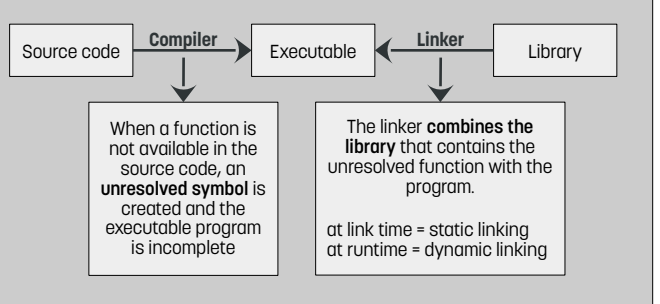 Source code
Compiler
Executable
Linker
Library
When a function is
not available in the
source code, an
unresolved symbol is
created and the
executable program
is incomplete
The linker combines the
library that contains the
unresolved function with the
program.
at link time = static linking
at runtime = dynamic linking